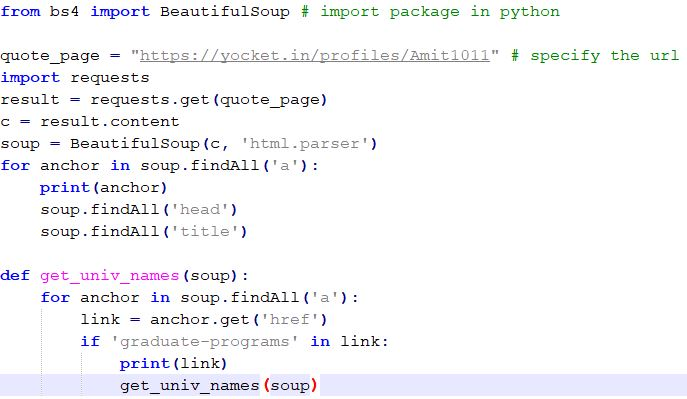 from bs4 import BeautifulSoup # import package in python
quote_page = "https://yocket.in/profiles/Amit1011" # specify the url
import requests
result = requests.get(quote_page)
c = result.content
soup = BeautifulSoup(c, 'html.parser')
for anchor in soup.findAll('a'):
    print(anchor)
    soup.findAll('head')
    soup.findAll('title')
def get_univ_names(soup):
    for anchor in soup.findAll('a'):
        link = anchor.get('href')
        if 'graduate-programs' in link:
            print(link)
            get_univ_names(soup)